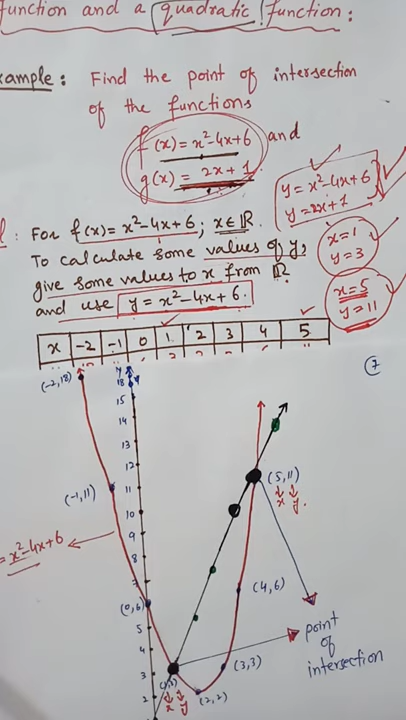 function and a quadratic function:
Example: Find the point of intersection
of the functions
f(x) = x²-4x+6 and
g(x) = 2x+1
y = x²-4x+6
y = 2x+1
For f(x) = x²-4x+6 ; x∈ℝ.
To calculate some values of y,
give some values to x from ℝ
and use y = x²-4x+6.
x=1
y=3
x=5
y=11
x -2 -1 0 1 2 3 4 5
7
(-2,18)
y
18
15
14
13
12
11
10
9
8
7
5
4
3
2
(-1,11)
(5,11)
x y.
= x²-4x+6
(0,6)
(4,6)
(3,3)
(1,3)
x y
(2,2)
point
of
intersection